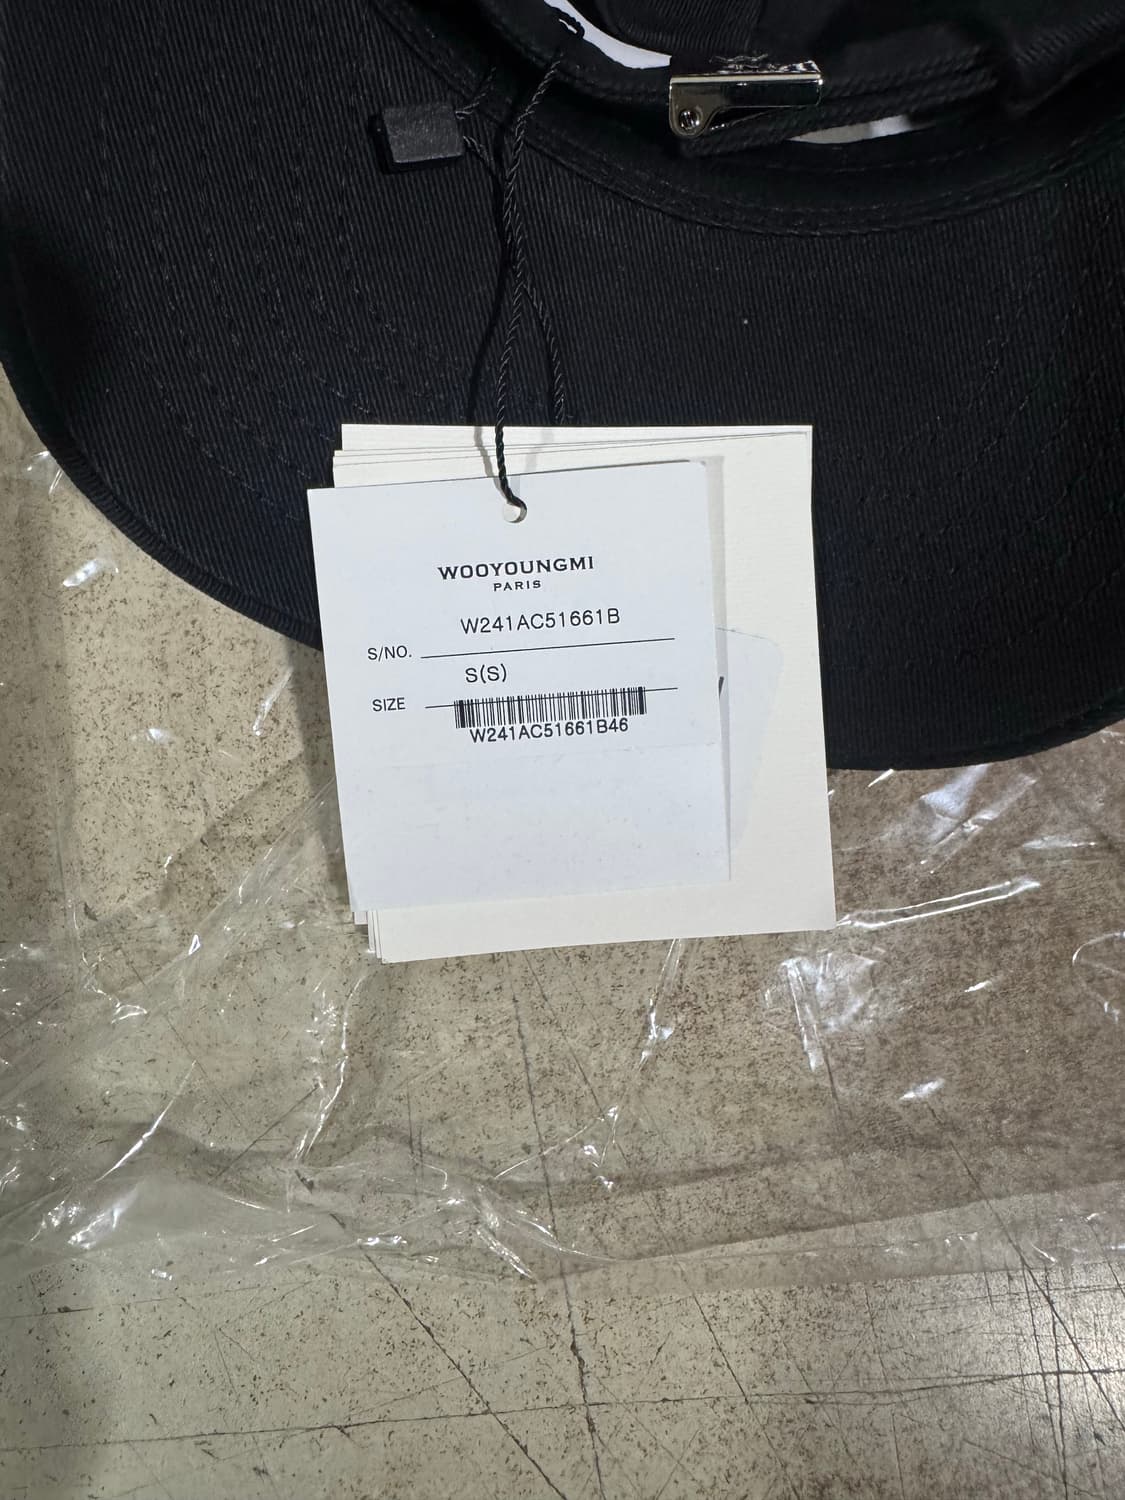 WOOYOUNGMI
PARIS
W241AC51661B
S/NO.
S(S)
SIZE
W241AC51661B46